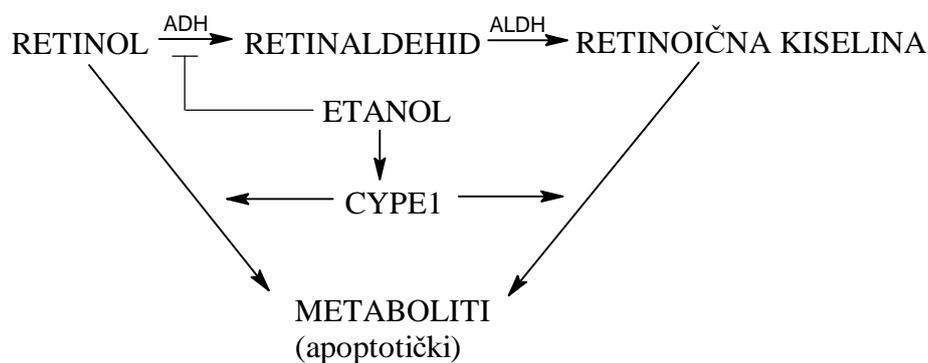 ADH ALDH
RETINOL RETINALDEHID RETINOIČNA KISELINA
ETANOL
CYPE1
METABOLITI
(apoptotički)